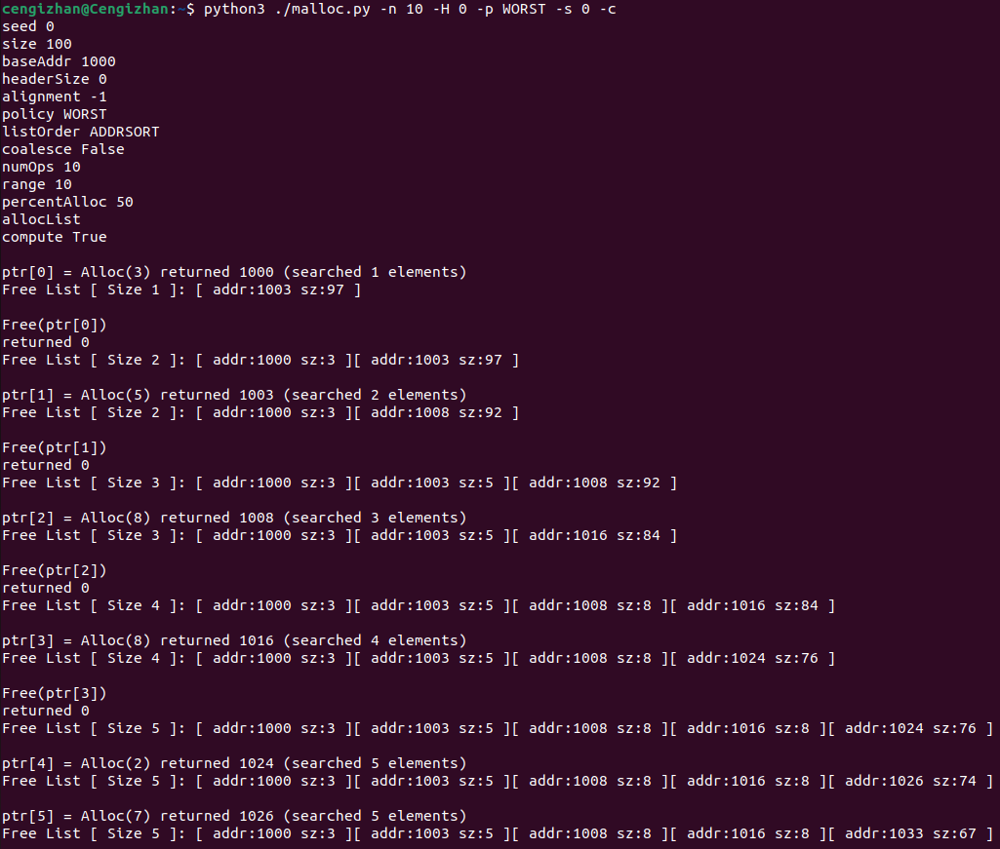 cengizhan@Cengizhan:~$ python3 ./malloc.py -n 10 -H 0 -p WORST -s 0 -c
seed 0
size 100
baseAddr 1000
headerSize 0
alignment -1
policy WORST
listOrder ADDRSORT
coalesce False
numOps 10
range 10
percentAlloc 50
allocList
compute True
ptr[0] = Alloc(3) returned 1000 (searched 1 elements)
Free List [ Size 1 ]: [ addr:1003 sz:97 ]
Free(ptr[0])
returned 0
Free List [ Size 2 ]: [ addr:1000 sz:3 ][ addr:1003 sz:97 ]
ptr[1] = Alloc(5) returned 1003 (searched 2 elements)
Free List [ Size 2 ]: [ addr:1000 sz:3 ][ addr:1008 sz:92 ]
Free(ptr[1])
returned 0
Free List [ Size 3 ]: [ addr:1000 sz:3 ][ addr:1003 sz:5 ][ addr:1008 sz:92 ]
ptr[2] = Alloc(8) returned 1008 (searched 3 elements)
Free List [ Size 3 ]: [ addr:1000 sz:3 ][ addr:1003 sz:5 ][ addr:1016 sz:84 ]
Free(ptr[2])
returned 0
Free List [ Size 4 ]: [ addr:1000 sz:3 ][ addr:1003 sz:5 ][ addr:1008 sz:8 ][ addr:1016 sz:84 ]
ptr[3] = Alloc(8) returned 1016 (searched 4 elements)
Free List [ Size 4 ]: [ addr:1000 sz:3 ][ addr:1003 sz:5 ][ addr:1008 sz:8 ][ addr:1024 sz:76 ]
Free(ptr[3])
returned 0
Free List [ Size 5 ]: [ addr:1000 sz:3 ][ addr:1003 sz:5 ][ addr:1008 sz:8 ][ addr:1016 sz:8 ][ addr:1024 sz:76 ]
ptr[4] = Alloc(2) returned 1024 (searched 5 elements)
Free List [ Size 5 ]: [ addr:1000 sz:3 ][ addr:1003 sz:5 ][ addr:1008 sz:8 ][ addr:1016 sz:8 ][ addr:1026 sz:74 ]
ptr[5] = Alloc(7) returned 1026 (searched 5 elements)
Free List [ Size 5 ]: [ addr:1000 sz:3 ][ addr:1003 sz:5 ][ addr:1008 sz:8 ][ addr:1016 sz:8 ][ addr:1033 sz:67 ]